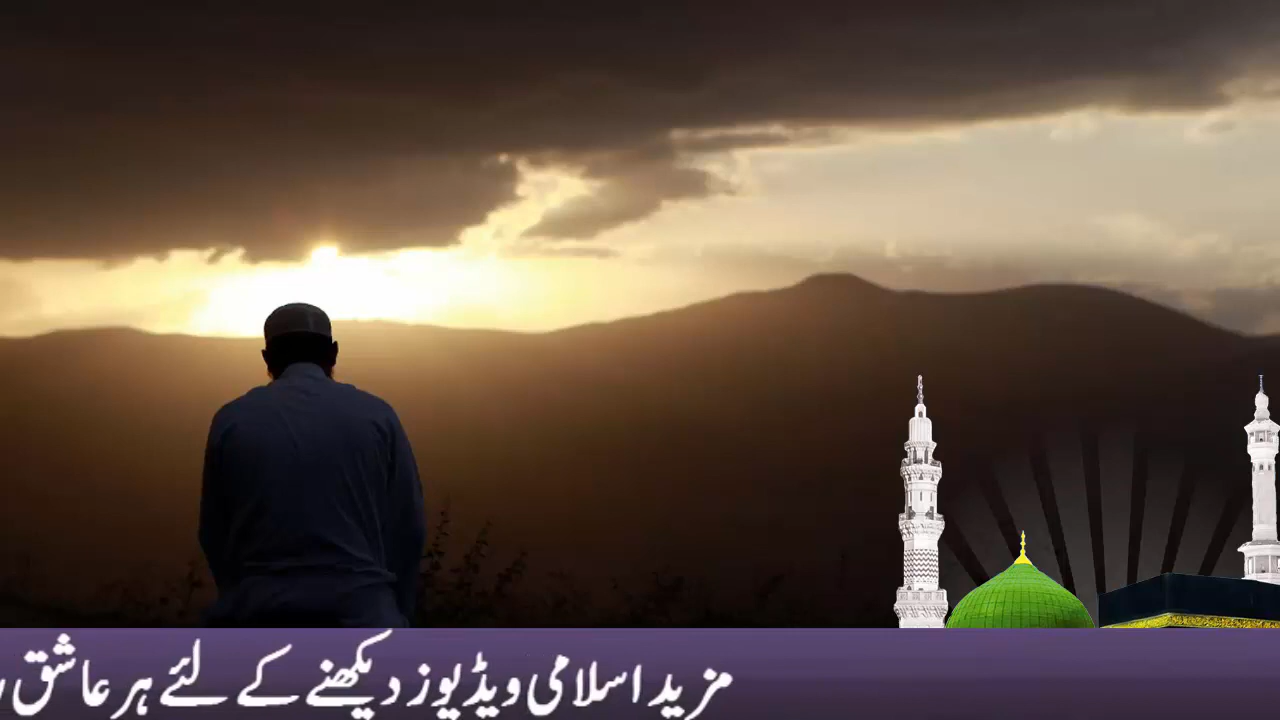 مزید اسلامی ویڈیوز دیکھنے کے لئے ہر عاشق